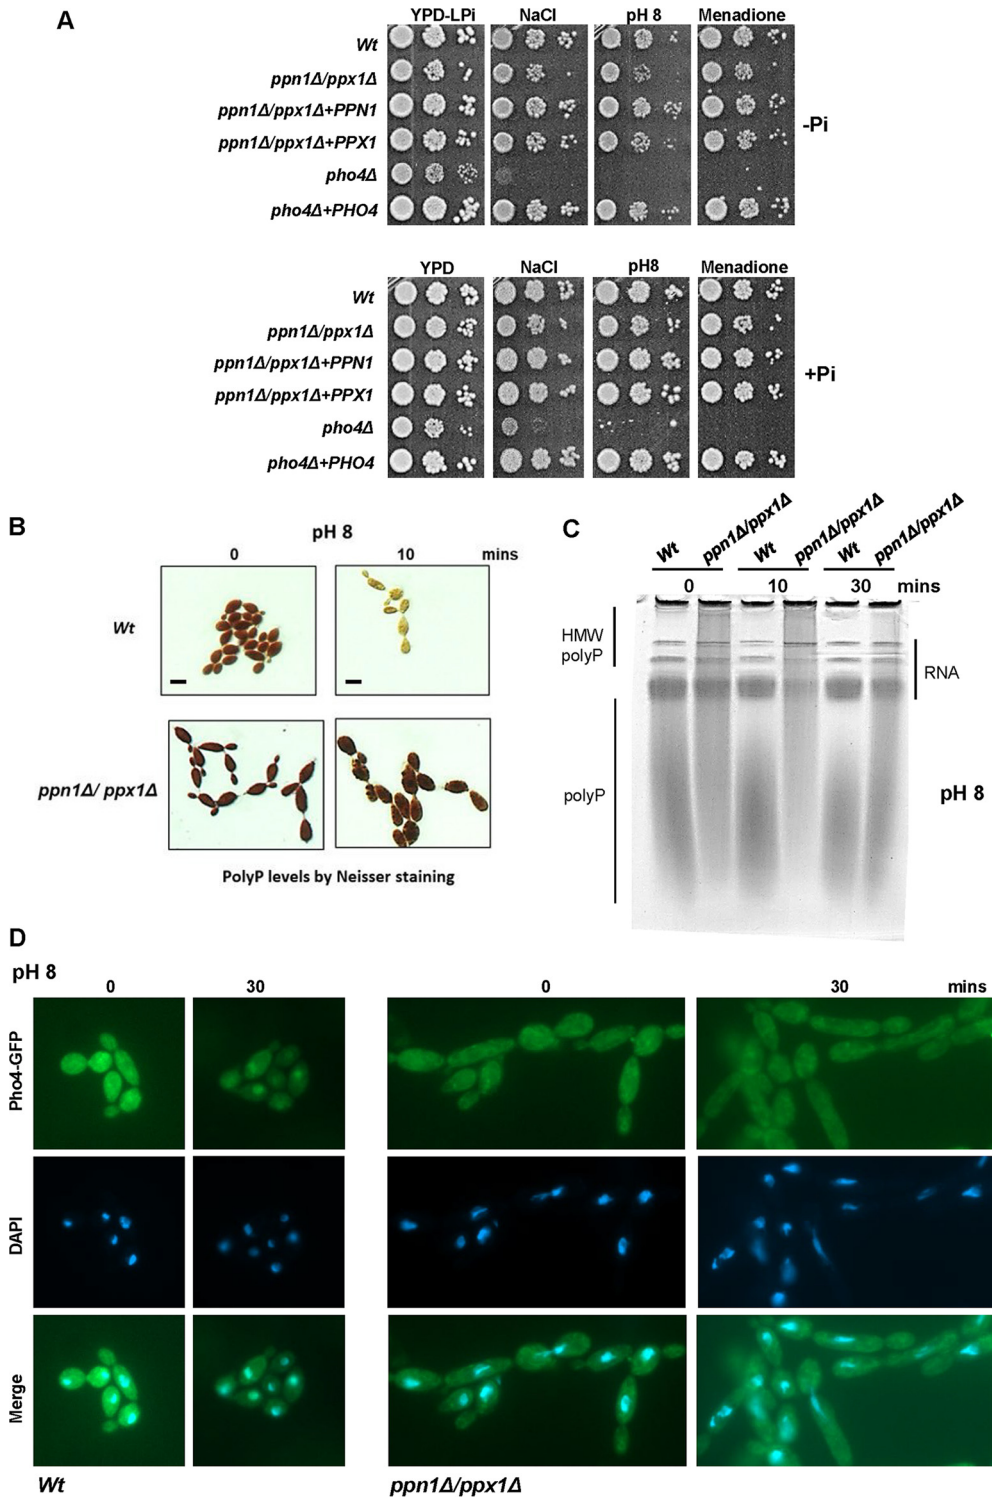 A
YPD-LPi NaCl pH 8 Menadione
Wt
ppn1Δ/ppx1Δ
ppn1Δ/ppx1Δ+PPN1
ppn1Δ/ppx1Δ+PPX1
pho4Δ
pho4Δ+PHO4
-Pi
YPD NaCl pH8 Menadione
Wt
ppn1Δ/ppx1Δ
ppn1Δ/ppx1Δ+PPN1
ppn1Δ/ppx1Δ+PPX1
pho4Δ
pho4Δ+PHO4
+Pi
B
pH 8
0 10 mins
Wt
ppn1Δ/ ppx1Δ
PolyP levels by Neisser staining
C
Wt ppn1Δ/ppx1Δ Wt ppn1Δ/ppx1Δ Wt ppn1Δ/ppx1Δ
0 10 30 mins
HMW
polyP
RNA
polyP
pH 8
D
pH 8
0 30 0 30 mins
Pho4-GFP
DAPI
Merge
Wt ppn1Δ/ppx1Δ